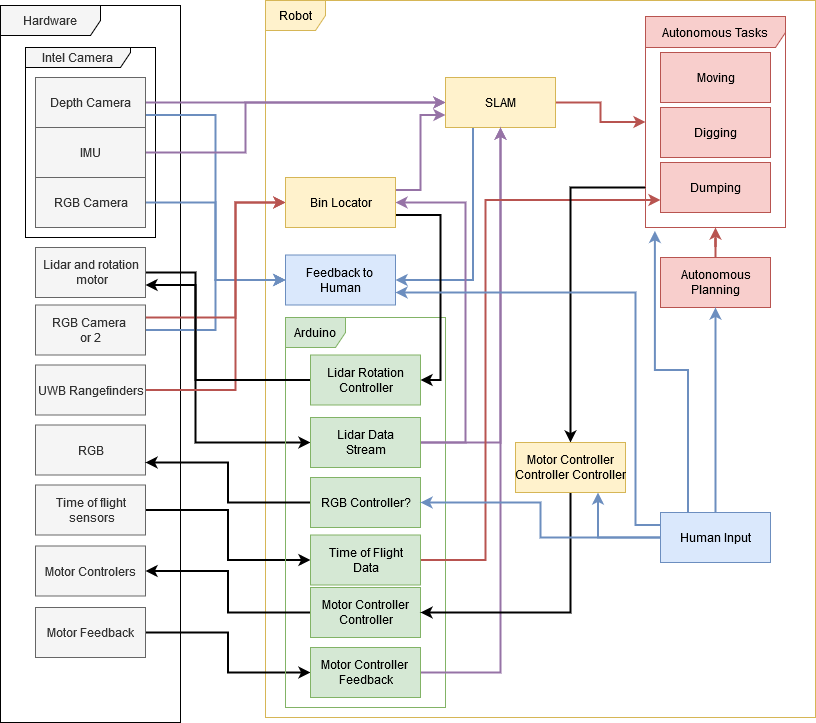 Hardware
Intel Camera
Depth Camera
IMU
RGB Camera
Lidar and rotation
motor
RGB Camera
or 2
UWB Rangefinders
RGB
Time of flight
sensors
Motor Controlers
Motor Feedback
Robot
SLAM
Bin Locator
Feedback to
Human
Arduino
Lidar Rotation
Controller
Lidar Data
Stream
RGB Controller?
Time of Flight
Data
Motor Controller
Controller
Motor Controller
Feedback
Autonomous Tasks
Moving
Digging
Dumping
Autonomous
Planning
Motor Controller
Controller Controller
Human Input